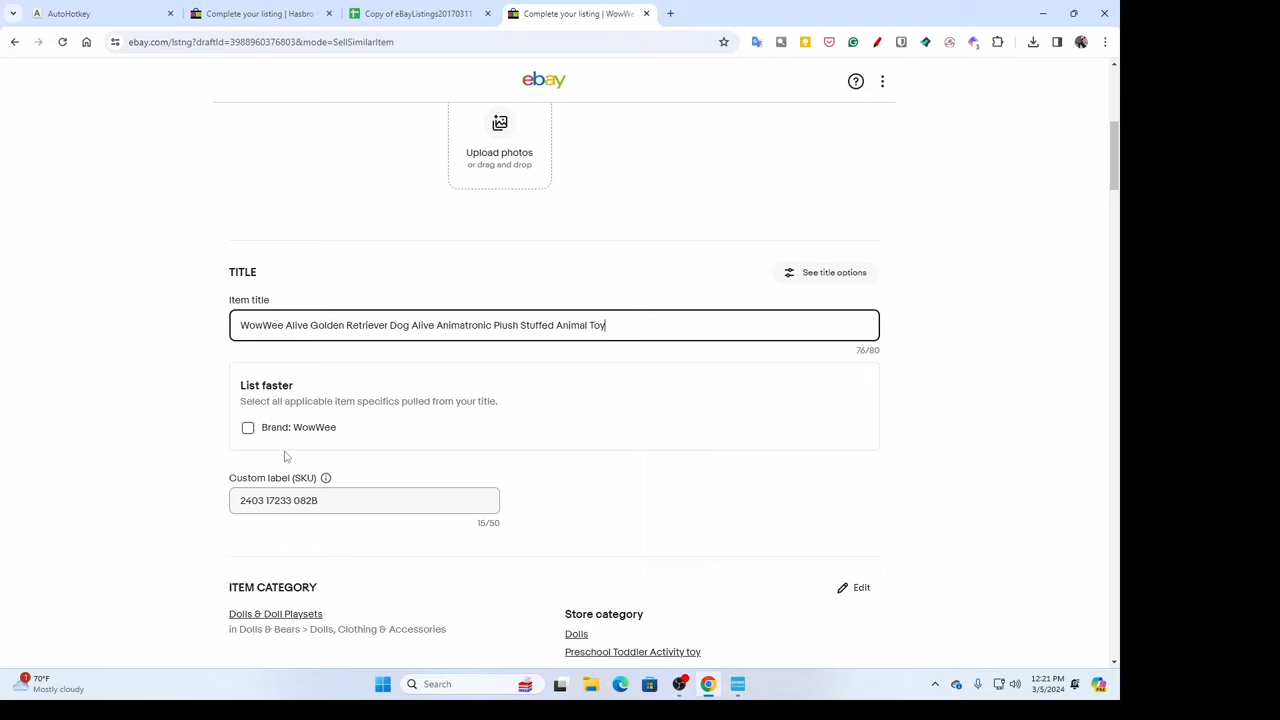 AutoHotkey
Complete your listing | Hasbro
Copy of eBayListings20170311
Complete your listing | WowWe
ebay.com/lstng?draftId=3988960376803&mode=SellSimilarItem
ebay
Upload photos
or drag and drop
TITLE
See title options
Item title
WowWee Alive Golden Retriever Dog Alive Animatronic Plush Stuffed Animal Toy
76/80
List faster
Select all applicable item specifics pulled from your title.
Brand: WowWee
Custom label (SKU)
2403 17233 082B
15/50
ITEM CATEGORY
Edit
Dolls & Doll Playsets
in Dolls & Bears > Dolls, Clothing & Accessories
Store category
Dolls
Preschool Toddler Activity toy
1
70°F
Mostly cloudy
Search
12:21 PM
3/5/2024